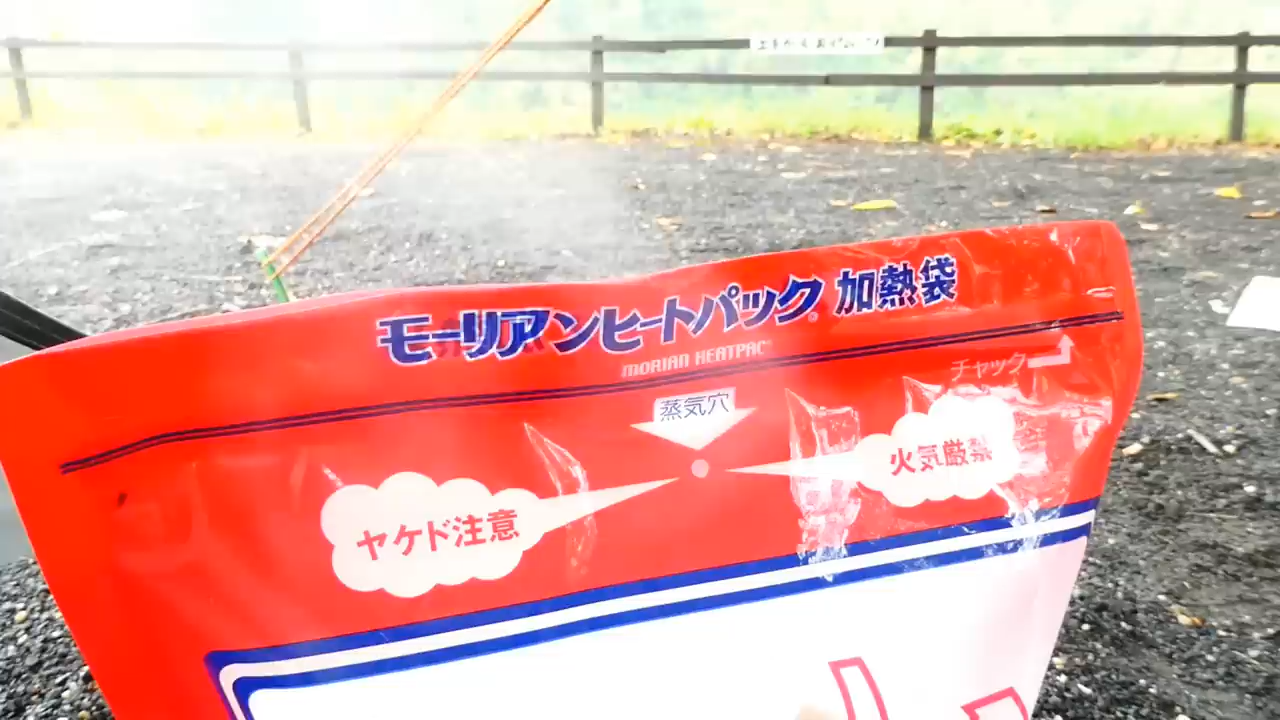 モーリアンヒートパック® 加熱袋
MORIAN HEATPAC®
チャック
蒸気穴
火気厳禁
ヤケド注意